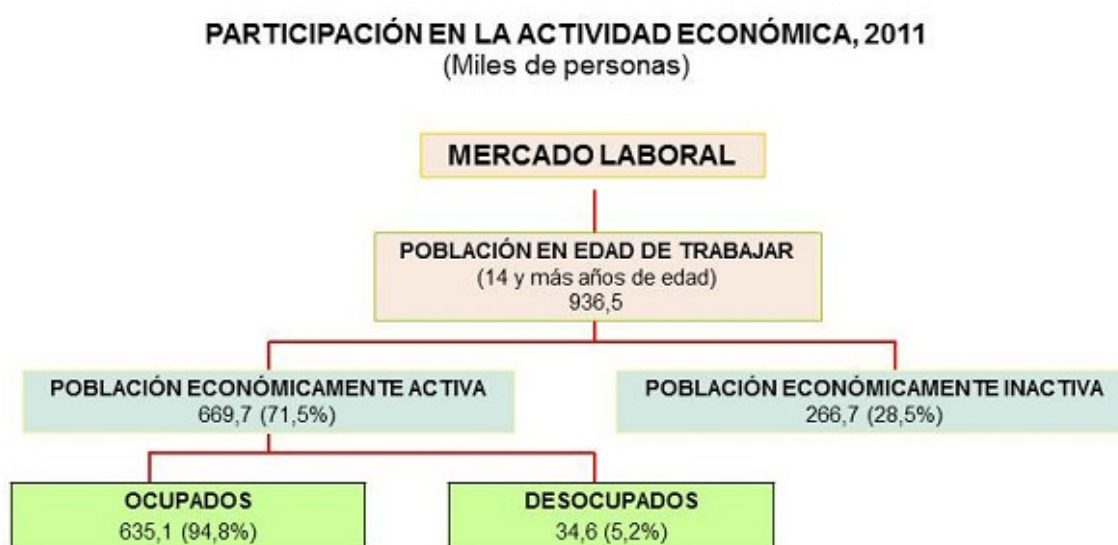 PARTICIPACIÓN EN LA ACTIVIDAD ECONÓMICA, 2011
(Miles de personas)
MERCADO LABORAL
POBLACIÓN EN EDAD DE TRABAJAR
(14 y más años de edad)
936,5
POBLACIÓN ECONÓMICAMENTE ACTIVA
669,7 (71,5%)
POBLACIÓN ECONÓMICAMENTE INACTIVA
266,7 (28,5%)
OCUPADOS
635,1 (94,8%)
DESOCUPADOS
34,6 (5,2%)